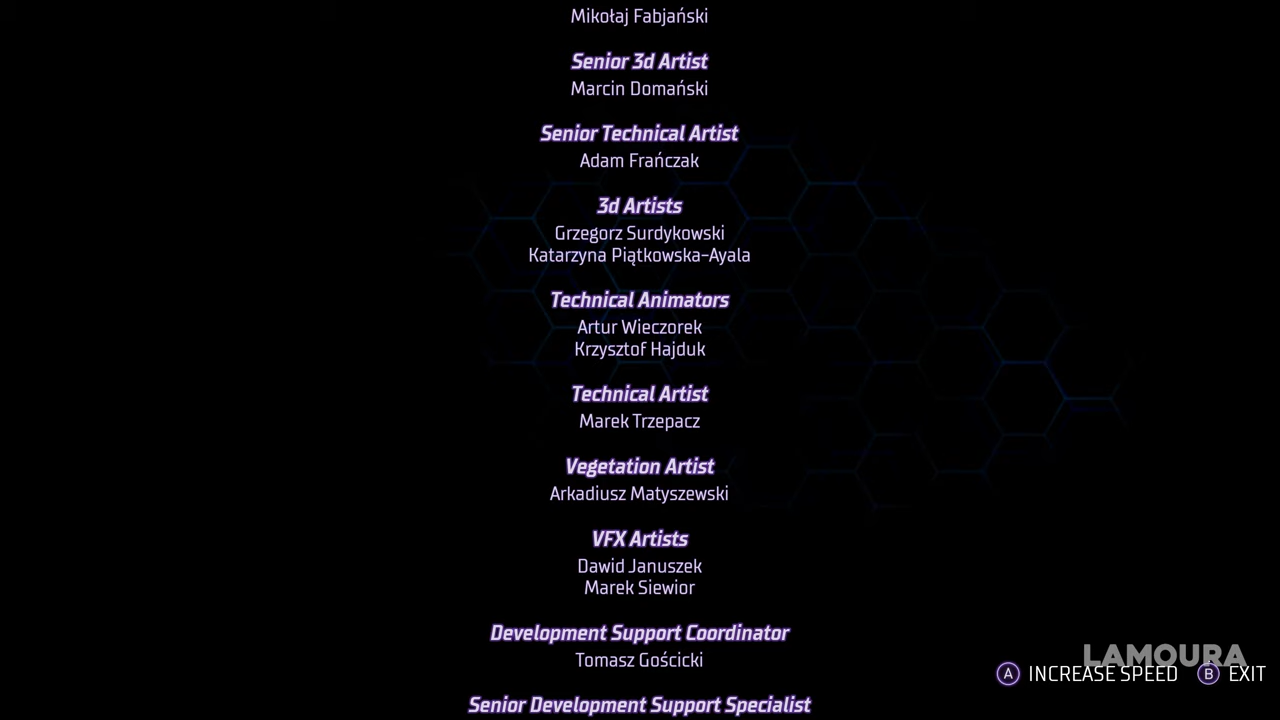 Mikołaj Fabjański
Senior 3d Artist
Marcin Domański
Senior Technical Artist
Adam Frańczak
3d Artists
Grzegorz Surdykowski
Katarzyna Piątkowska-Ayala
Technical Animators
Artur Wieczorek
Krzysztof Hajduk
Technical Artist
Marek Trzepacz
Vegetation Artist
Arkadiusz Matyszewski
VFX Artists
Dawid Januszek
Marek Siewior
Development Support Coordinator
Tomasz Gościcki
LAMOURA
A INCREASE SPEED B EXIT
Senior Development Support Specialist